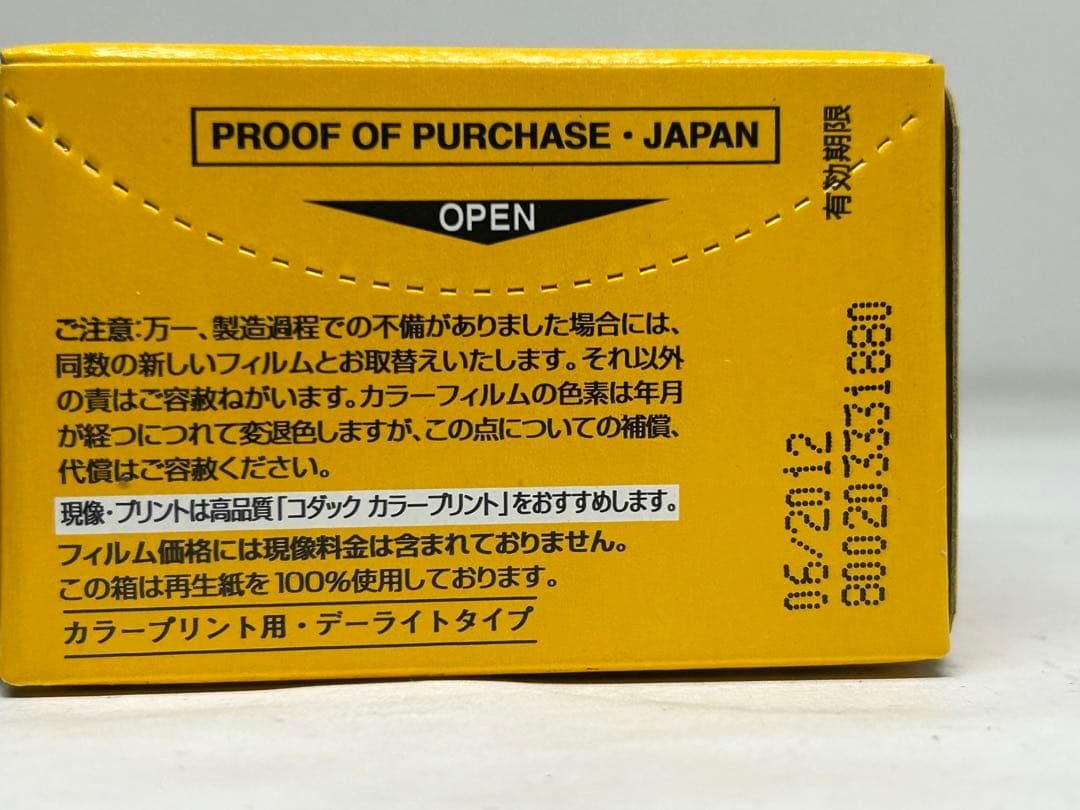 PROOF OF PURCHASE・JAPAN
OPEN
ご注意:万一、製造過程での不備がありました場合には、
同数の新しいフィルムとお取替えいたします。それ以外
の責はご容赦ねがいます。カラーフィルムの色素は年月
が経つにつれて変退色しますが、この点についての補償、
代償はご容赦ください。
現像・プリントは高品質「コダック カラープリント」をおすすめします。
フィルム価格には現像料金は含まれておりません。
この箱は再生紙を100%使用しております。
カラープリント用・デーライトタイプ
有効期限
06/2012
8002033331880